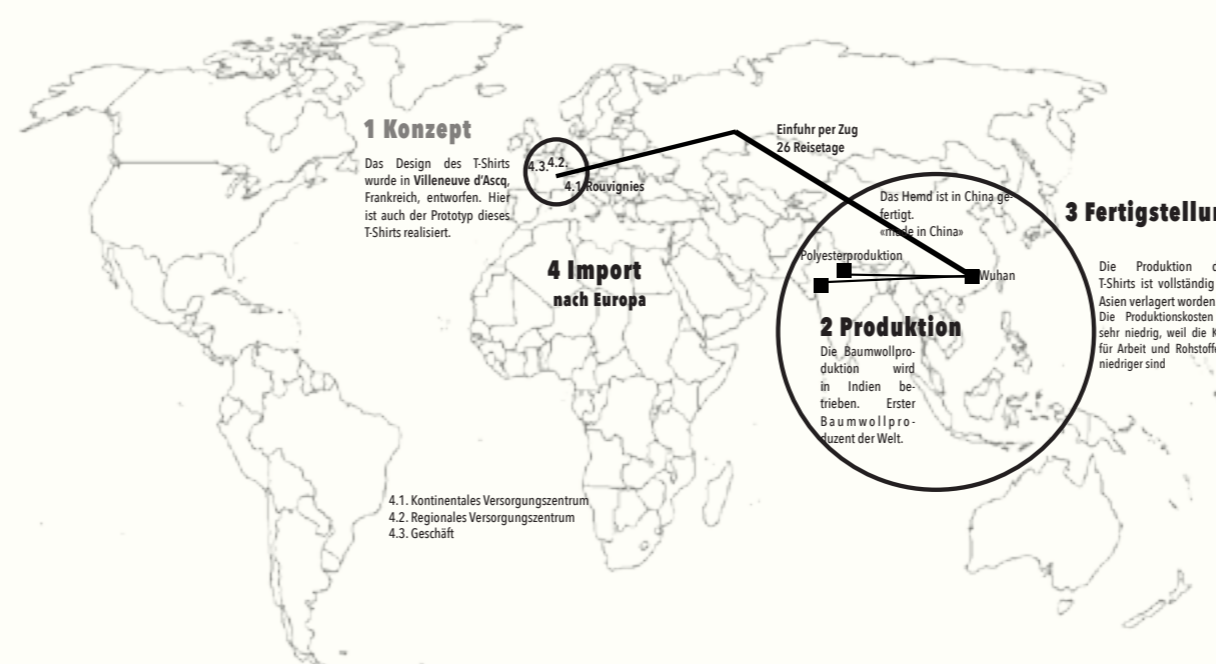 1 Konzept
Das Design des T-Shirts
wurde in Villeneuve d'Ascq,
Frankreich, entworfen. Hier
ist auch der Prototyp dieses
T-Shirts realisiert.
4.3.
4.2.
4.1 Rouvignies
Einfuhr per Zug
26 Reisetage
4 Import
nach Europa
Das Hemd ist in China ge-
fertigt.
«made in China»
Polyesterproduktion
Wuhan
2 Produktion
Die Baumwollpro-
duktion wird
in Indien be-
trieben. Erster
Baumwollpro-
duzent der Welt.
3 Fertigstellu
Die Produktion
T-Shirts ist vollständig
Asien verlagert worden
Die Produktionskosten
sehr niedrig, weil die
für Arbeit und Rohstoffe
niedriger sind
4.1. Kontinentales Versorgungszentrum
4.2. Regionales Versorgungszentrum
4.3. Geschäft